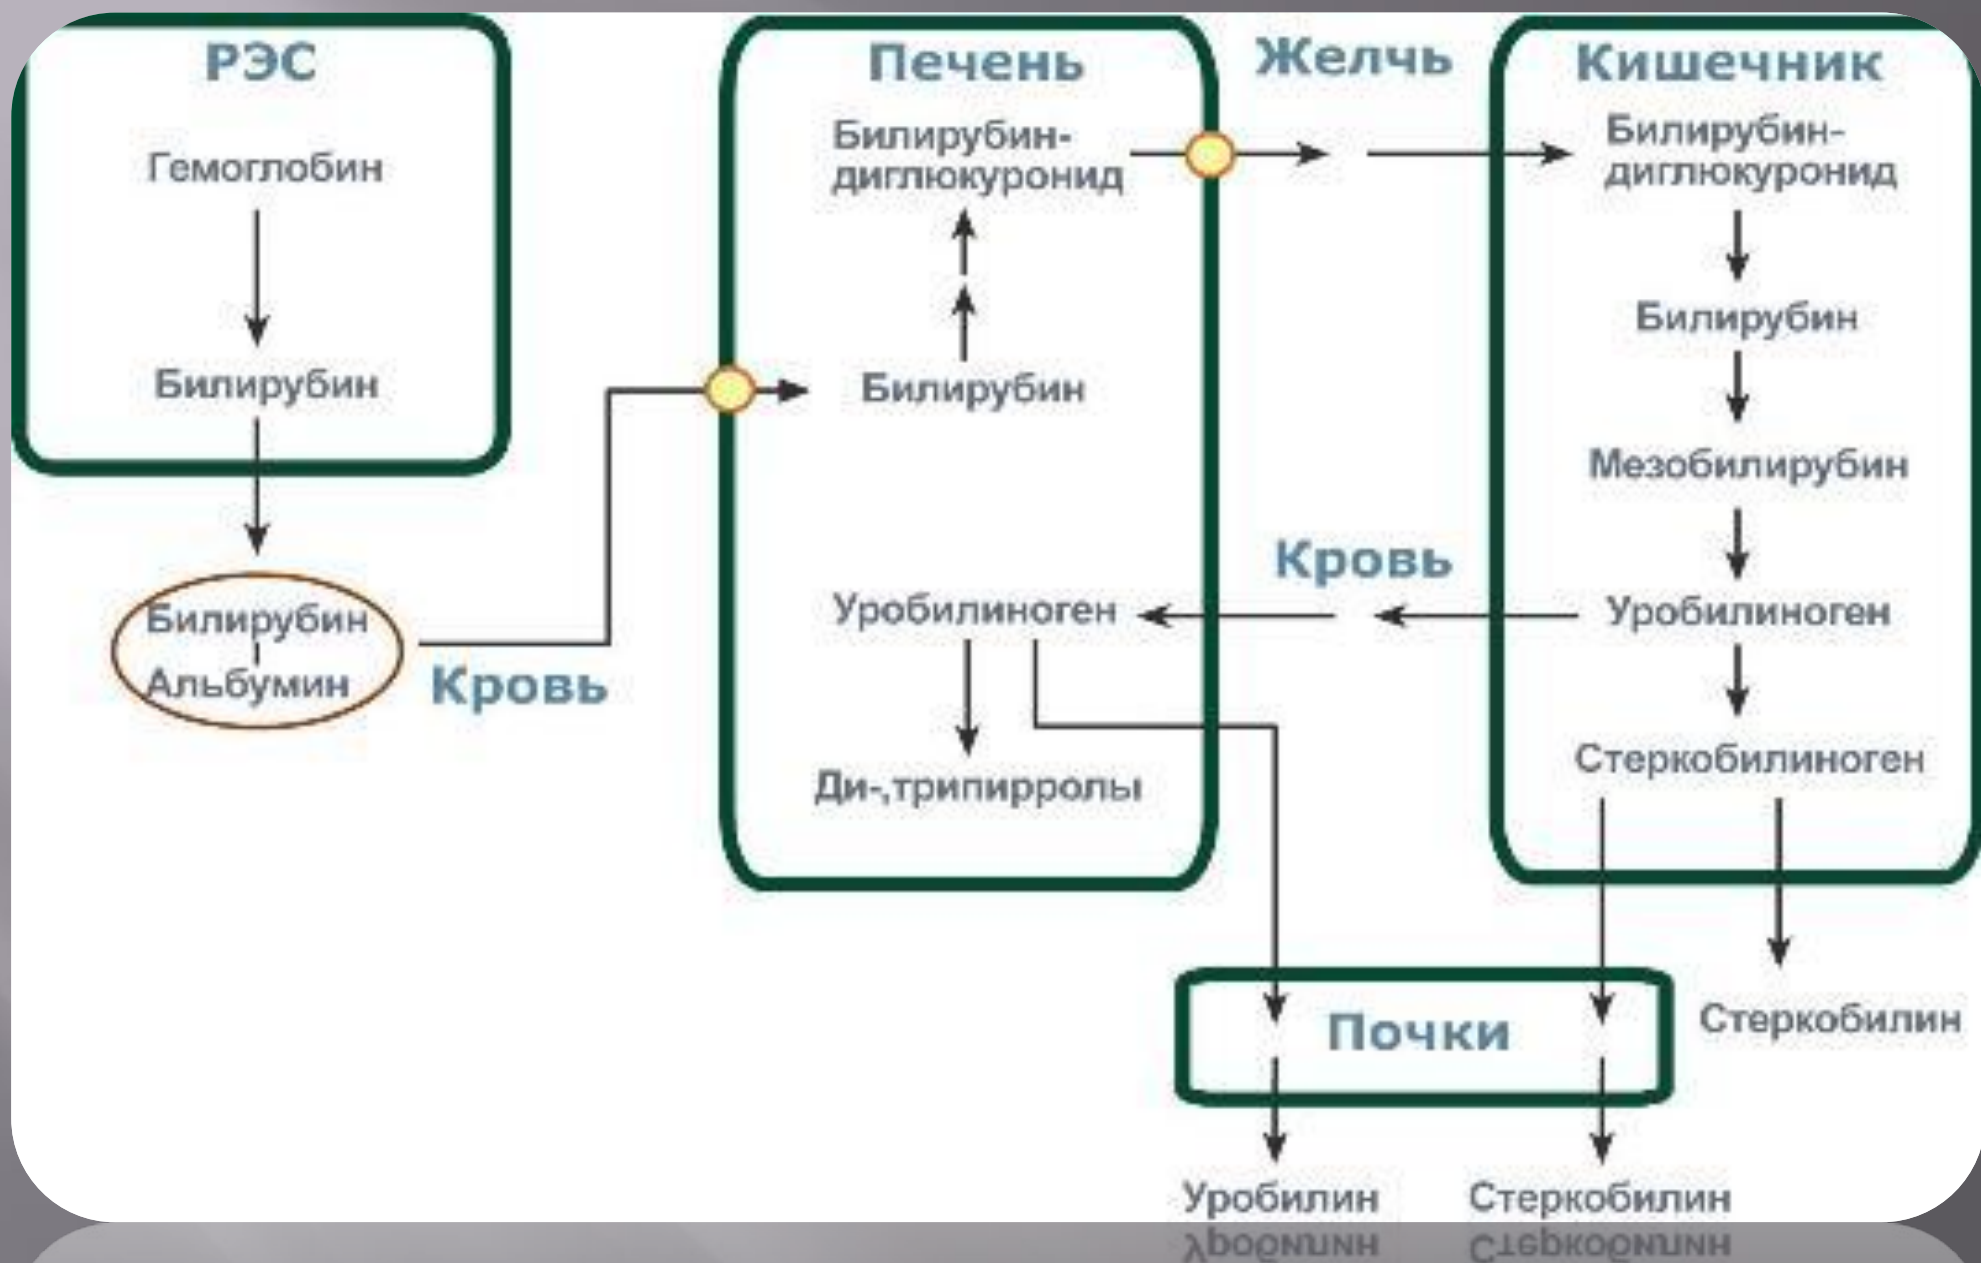 РЭС
Гемоглобин
Билирубин
Билирубин
Альбумин
Кровь
Печень
Билирубин-
диглюкуронид
Билирубин
Уробилиноген
Ди-,трипирролы
Желчь
Кровь
Кишечник
Билирубин-
диглюкуронид
Билирубин
Мезобилирубин
Уробилиноген
Стеркобилиноген
Почки
Стеркобилин
Уробилин
Стеркобилин